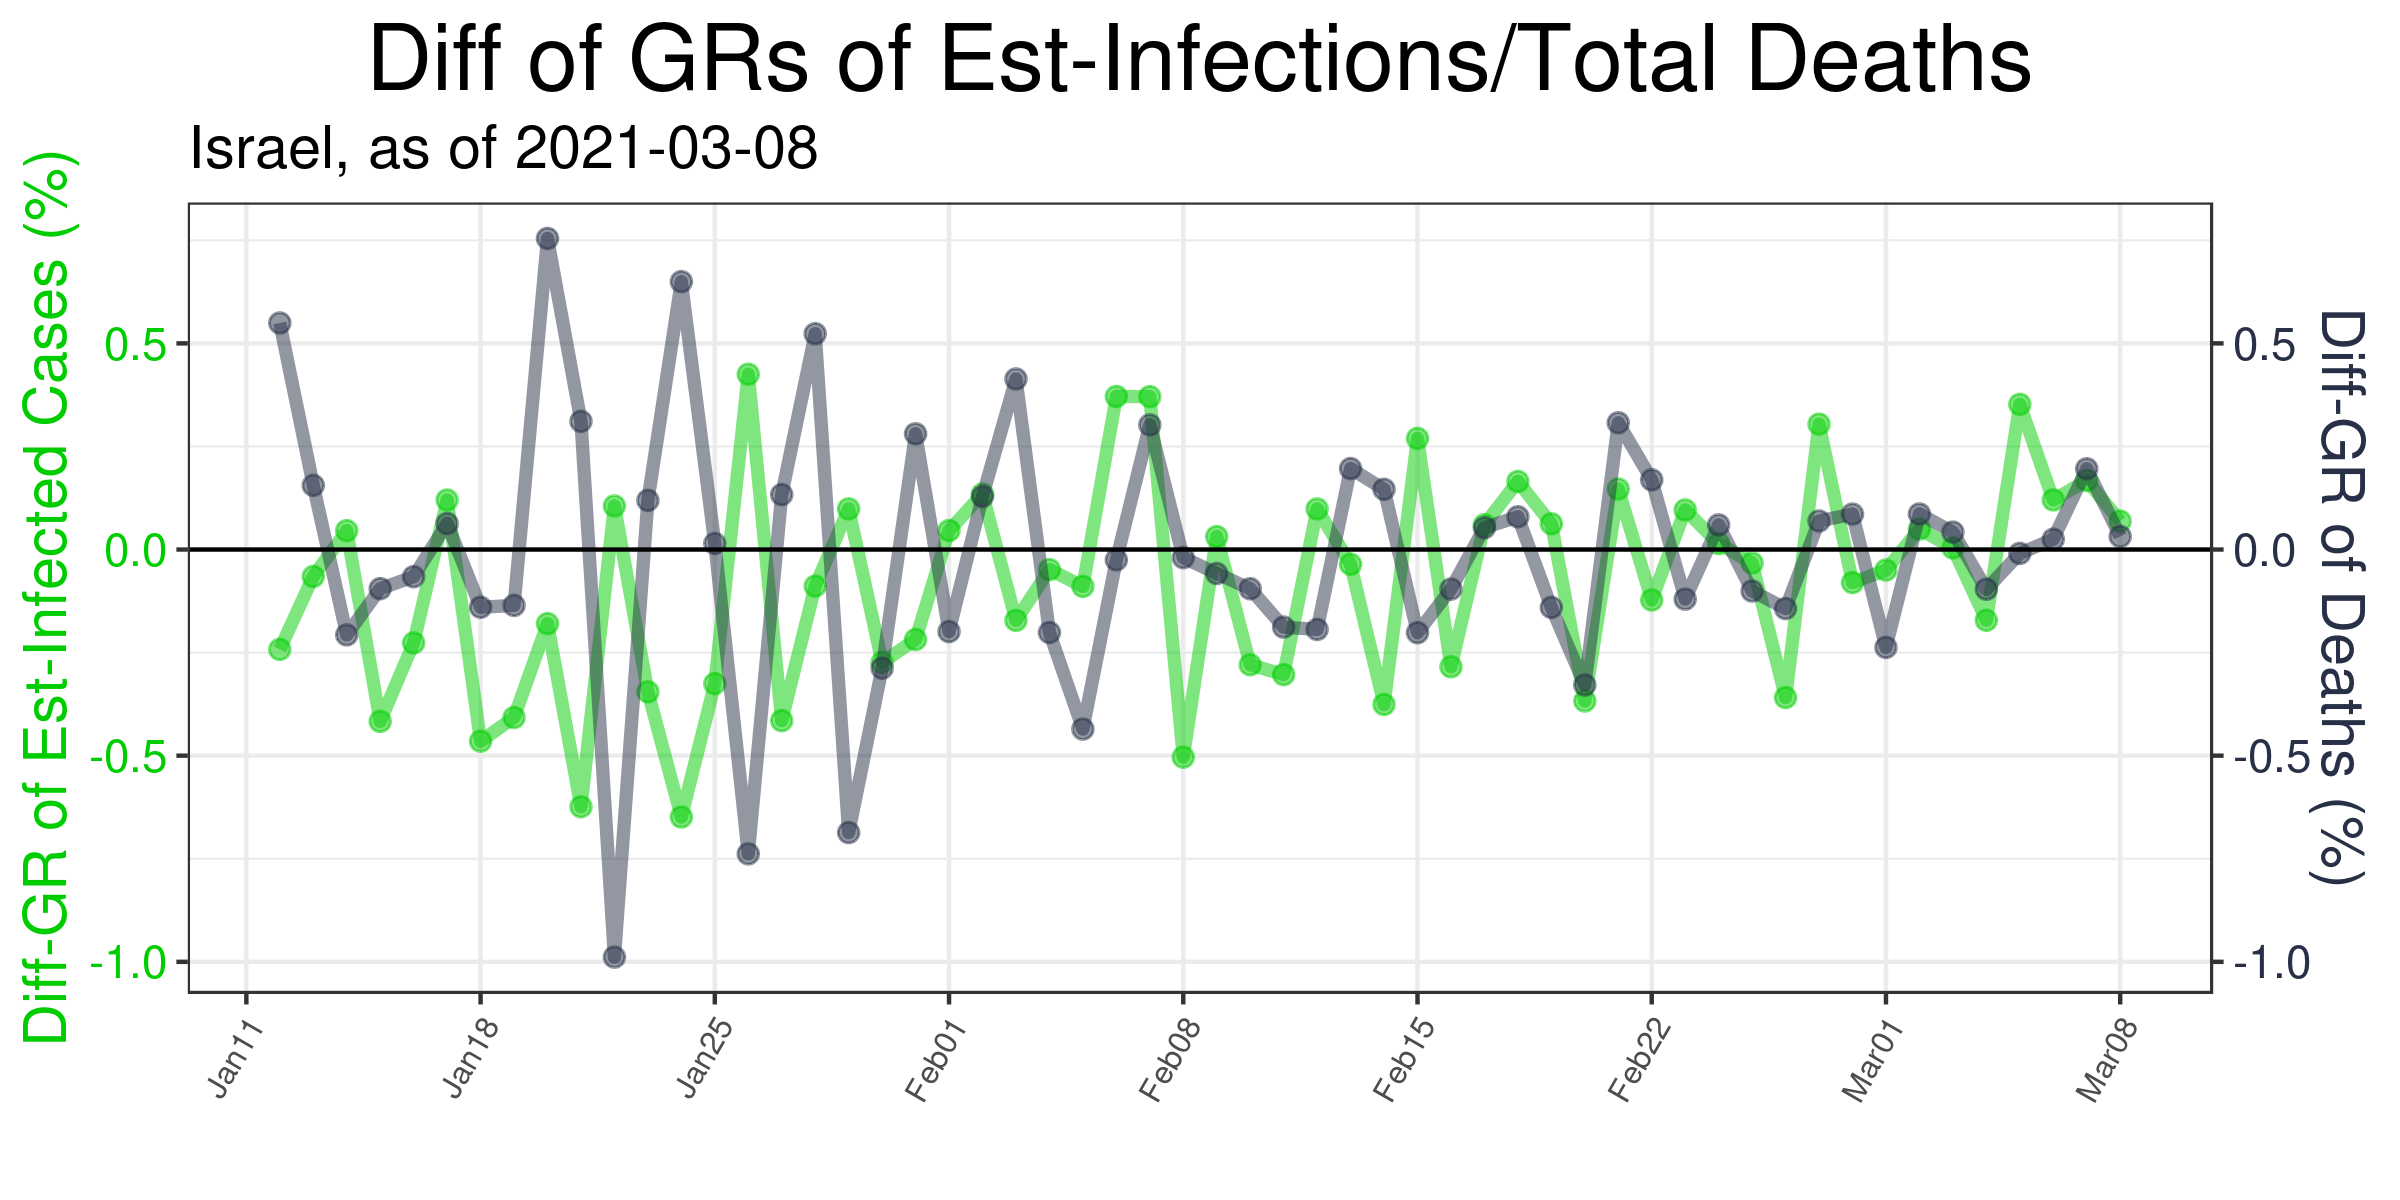 Diff of GRs of Est-Infections/Total Deaths
Israel, as of 2021-03-08
Diff-GR of Est-Infected Cases (%)
0.5
0.0
-0.5
-1.0
0.5
0.0
-0.5
-1.0
Diff-GR of Deaths (%)
Jan11
Jan18
Jan25
Feb01
Feb08
Feb15
Feb22
Mar01
Mar08